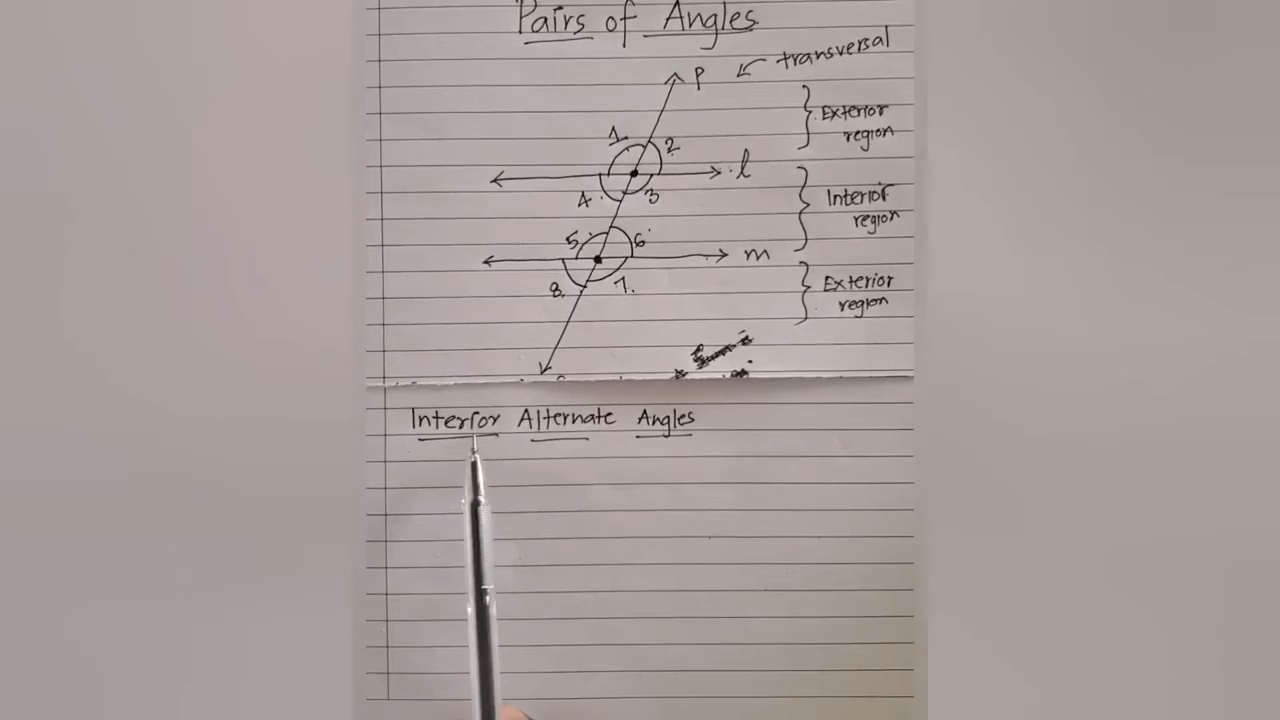 Pairs of Angles
P
transversal
1
2
Exterior
region
l
4
3
Interior
region
5
6
m
8
7
Exterior
region
Interior Alternate Angles